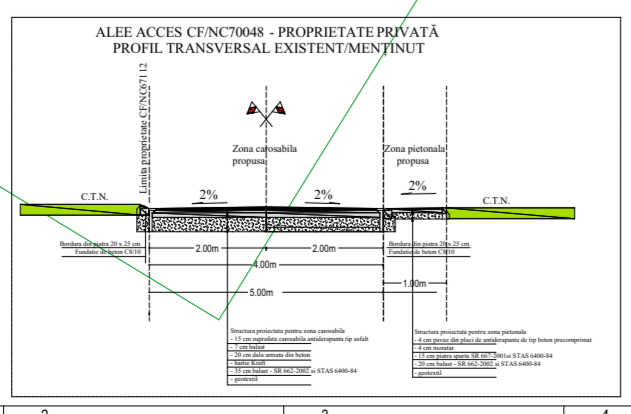 ALEE ACCES CF/NC70048 - PROPRIETATE PRIVATĂ
PROFIL TRANSVERSAL EXISTENT/MENȚINUT
Limita proprietate CF/NC67112
Zona carosabila
propusa
Zona pietonala
propusa
C.T.N.
2%
2%
2%
C.T.N.
Bordura din piatra 20 x 25 cm
Fundatie de beton C8/10
2.00m
2.00m
Bordura din piatra 20 x 25 cm
Fundatie de beton C8/10
4.00m
1.00m
5.00m
Structura proiectata pentru zona carosabila
- 15 cm suprafata carosabila antideranta tip asfalt
- 7 cm balast
- 20 cm dala armata din beton
- hartie Kraft
- 35 cm balast - SR 662-2002 si STAS 6400-84
- geotextil
Structura proiectata pentru zona pietonala
- 4 cm pavaz din placi de antiderapante de tip beton precomprimat
- 4 cm moratar
- 15 cm piatra sparta SR 667-2001si STAS 6400-84
- 20 cm balast - SR 662-2002 si STAS 6400-84
- geotextil
2
3
4